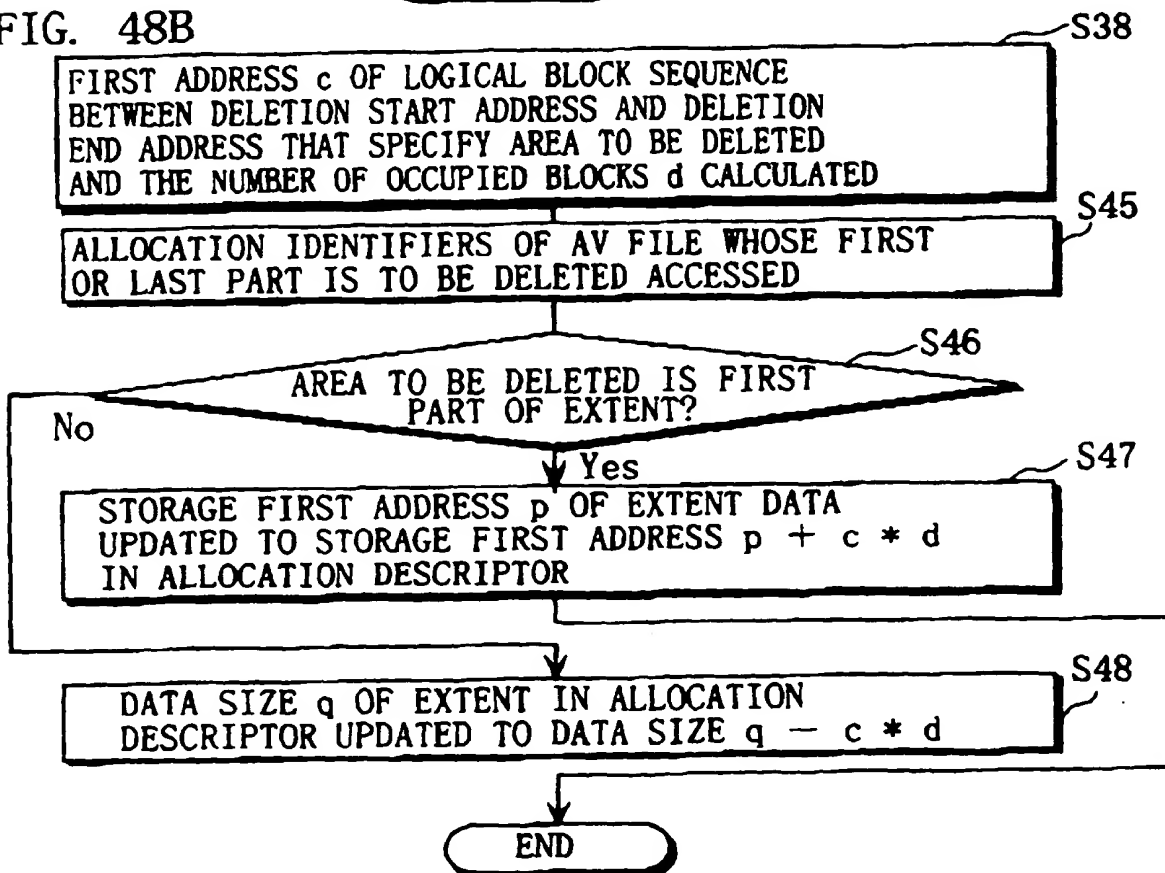 FIG. 48B
S38
FIRST ADDRESS c OF LOGICAL BLOCK SEQUENCE
BETWEEN DELETION START ADDRESS AND DELETION
END ADDRESS THAT SPECIFY AREA TO BE DELETED
AND THE NUMBER OF OCCUPIED BLOCKS d CALCULATED
S45
ALLOCATION IDENTIFIERS OF AV FILE WHOSE FIRST
OR LAST PART IS TO BE DELETED ACCESSED
S46
AREA TO BE DELETED IS FIRST
PART OF EXTENT?
No
Yes
S47
STORAGE FIRST ADDRESS p OF EXTENT DATA
UPDATED TO STORAGE FIRST ADDRESS p + c * d
IN ALLOCATION DESCRIPTOR
S48
DATA SIZE q OF EXTENT IN ALLOCATION
DESCRIPTOR UPDATED TO DATA SIZE q — c * d
END